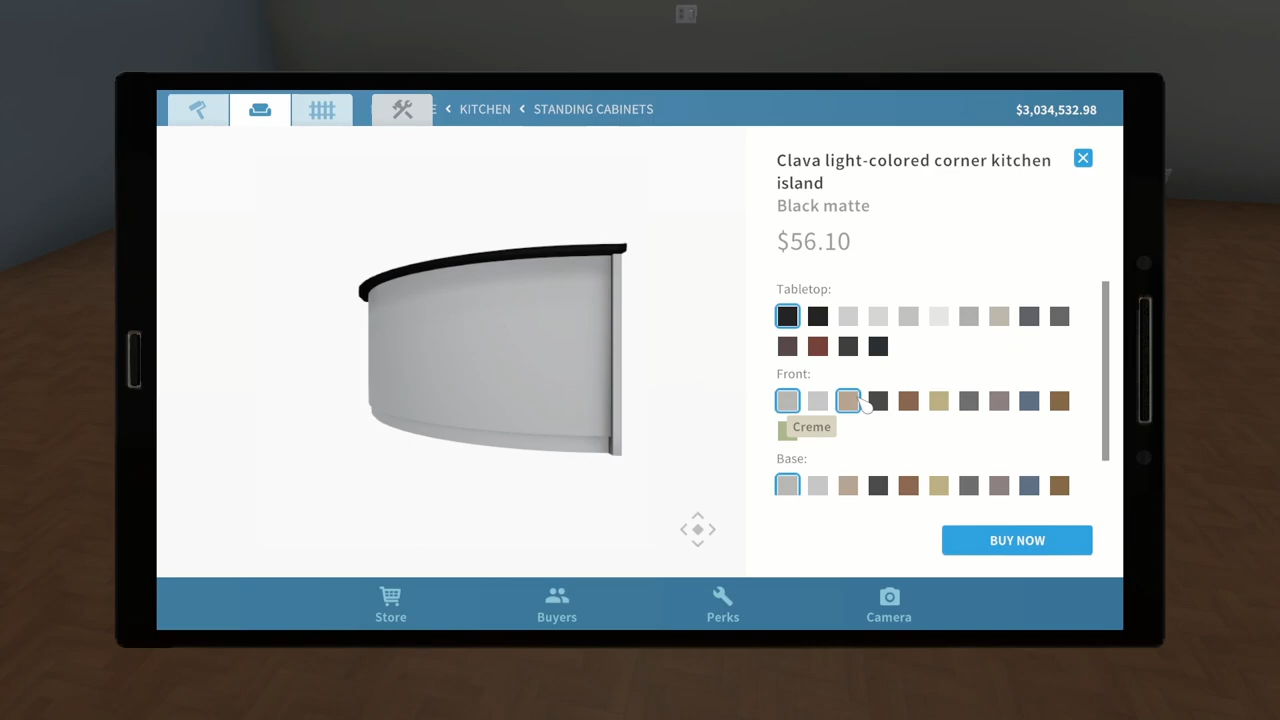 E < KITCHEN < STANDING CABINETS
$3,034,532.98
Clava light-colored corner kitchen
island
Black matte
$56.10
Tabletop:
Front:
Creme
Base:
BUY NOW
Store
Buyers
Perks
Camera